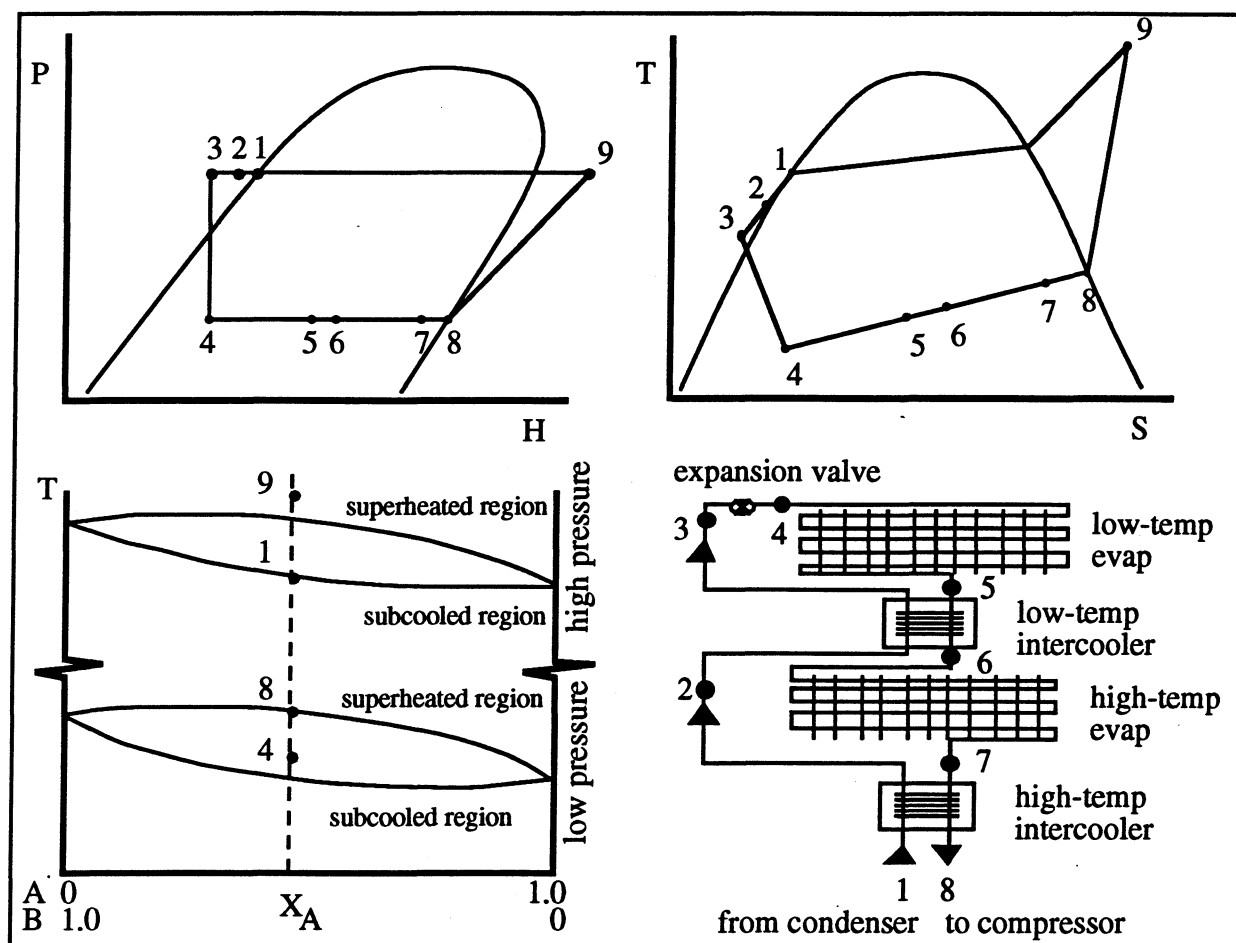 P
3 2 1
9
4
5 6
7 8
H
T
9
1
2
3
8
7
6
5
4
S
T
9
superheated region
1
subcooled region
high pressure
8
superheated region
4
subcooled region
low pressure
A 0
1.0
B 1.0
X_A
0
expansion valve
3
4
low-temp
evap
5
low-temp
intercooler
6
2
high-temp
evap
7
high-temp
intercooler
1 8
from condenser to compressor